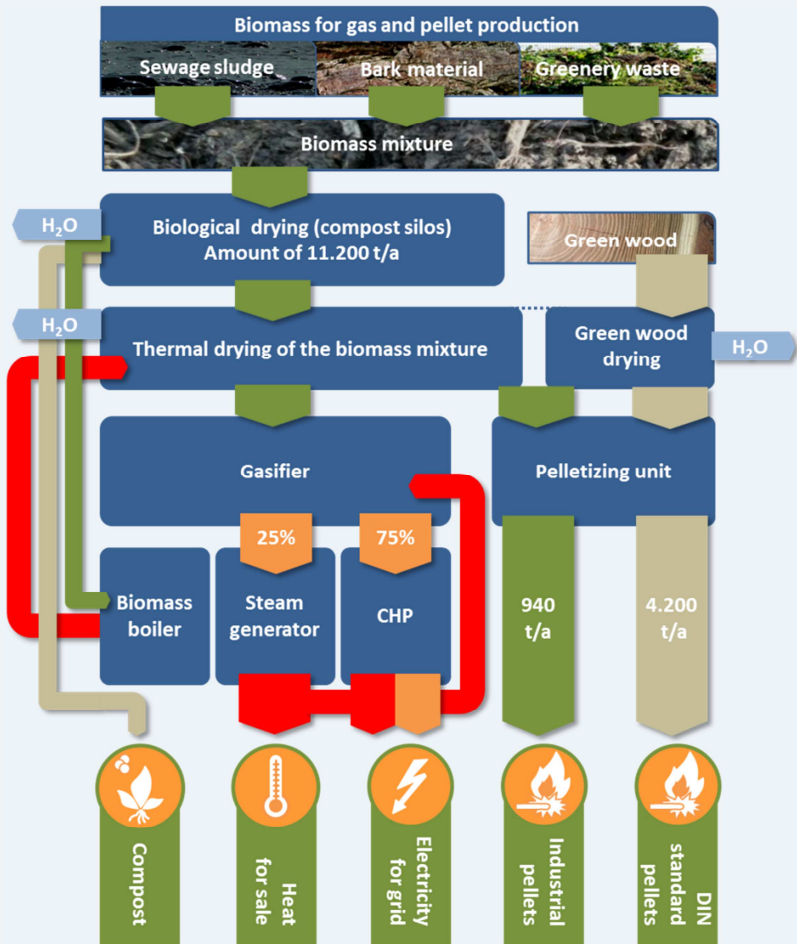 Biomass for gas and pellet production
Sewage sludge
Bark material
Greenery waste
Biomass mixture
H₂O
Biological drying (compost silos)
Amount of 11.200 t/a
Green wood
H₂O
Thermal drying of the biomass mixture
Green wood
drying
H₂O
Gasifier
Pelletizing unit
25%
75%
Biomass
boiler
Steam
generator
CHP
940
t/a
4.200
t/a
Compost
Heat
for sale
Electricity
for grid
Industrial
pellets
DIN
standard
pellets